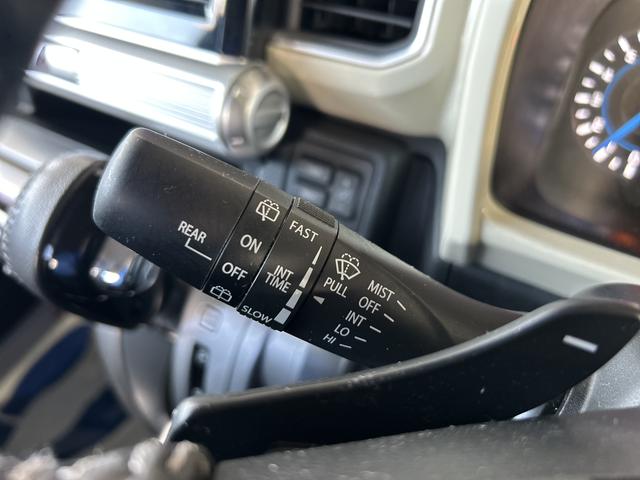 REAR
ON
OFF
FAST
INT
TIME
SLOW
PULL
MIST
OFF
INT
LO
HI